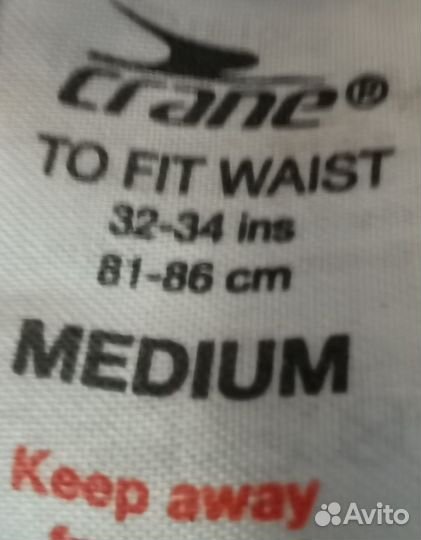 crane®
TO FIT WAIST
32-34 ins
81-86 cm
MEDIUM
Keep away
Avito